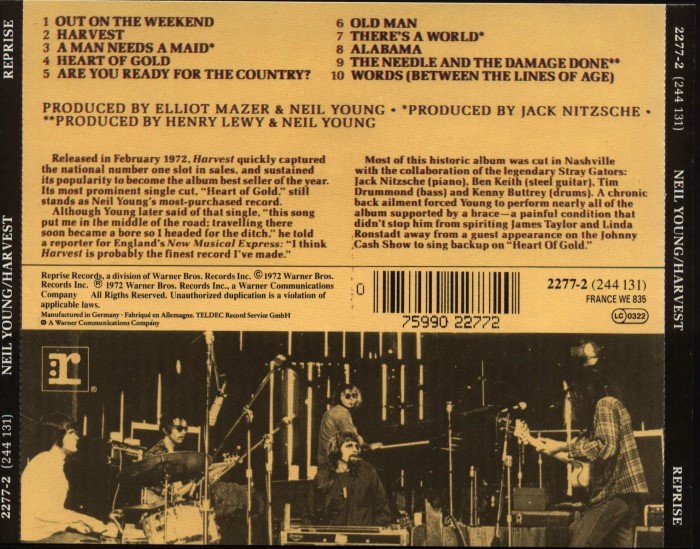 1 OUT ON THE WEEKEND
2 HARVEST
3 A MAN NEEDS A MAID*
4 HEART OF GOLD
5 ARE YOU READY FOR THE COUNTRY?
6 OLD MAN
7 THERE'S A WORLD*
8 ALABAMA
9 THE NEEDLE AND THE DAMAGE DONE**
10 WORDS (BETWEEN THE LINES OF AGE)
PRODUCED BY ELLIOT MAZER & NEIL YOUNG • *PRODUCED BY JACK NITZSCHE •
**PRODUCED BY HENRY LEWY & NEIL YOUNG
Released in February 1972, Harvest quickly captured
the national number one slot in sales, and sustained
its popularity to become the album best seller of the year.
Its most prominent single cut, "Heart of Gold," still
stands as Neil Young's most-purchased record.
Although Young later said of that single, "this song
put me in the middle of the road; travelling there
soon became a bore so I headed for the ditch," he told
a reporter for England's New Musical Express: "I think
Harvest is probably the finest record I've made."
Most of this historic album was cut in Nashville
with the collaboration of the legendary Stray Gators:
Jack Nitzsche (piano), Ben Keith (steel guitar), Tim
Drummond (bass) and Kenny Buttrey (drums). A chronic
back ailment forced Young to perform nearly all of the
album supported by a brace—a painful condition that
didn't stop him from spiriting James Taylor and Linda
Ronstadt away from a guest appearance on the Johnny
Cash Show to sing backup on "Heart Of Gold."
Reprise Records, a division of Warner Bros. Records Inc. ©1972 Warner Bros.
Records Inc. ℗ 1972 Warner Bros. Records Inc., a Warner Communications
Company All Rigths Reserved. Unauthorized duplication is a violation of
applicable laws.
Manufactured in Germany · Fabriqué en Allemagne. TELDEC Record Service GmbH
A Warner Communications Company
0
75990 22772
2277-2 (244 131)
FRANCE WE 835
LC 0322
r
®
REPRISE
NEIL YOUNG/HARVEST
2277-2 (244 131)
2277-2 (244 131)
NEIL YOUNG/HARVEST
REPRISE